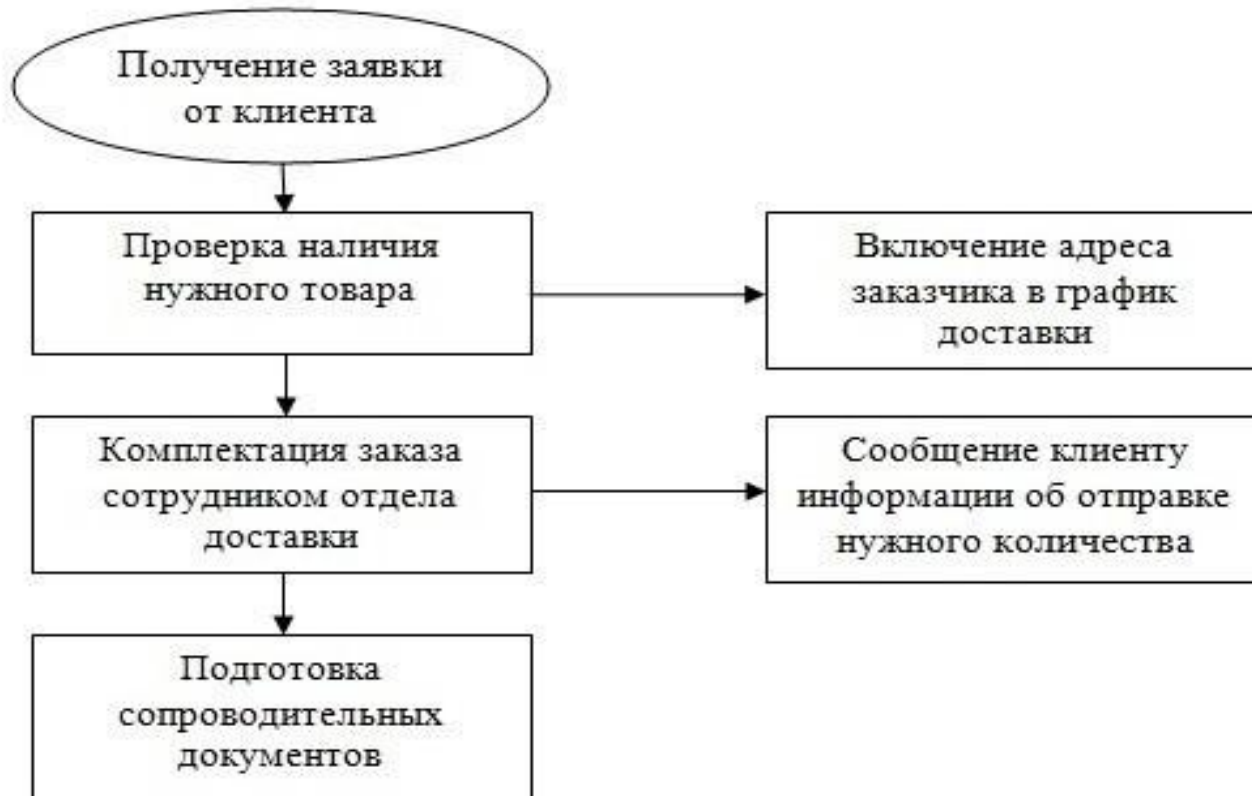 Получение заявки
от клиента
Проверка наличия
нужного товара
Включение адреса
заказчика в график
доставки
Комплектация заказа
сотрудником отдела
доставки
Сообщение клиенту
информации об отправке
нужного количества
Подготовка
сопроводительных
документов